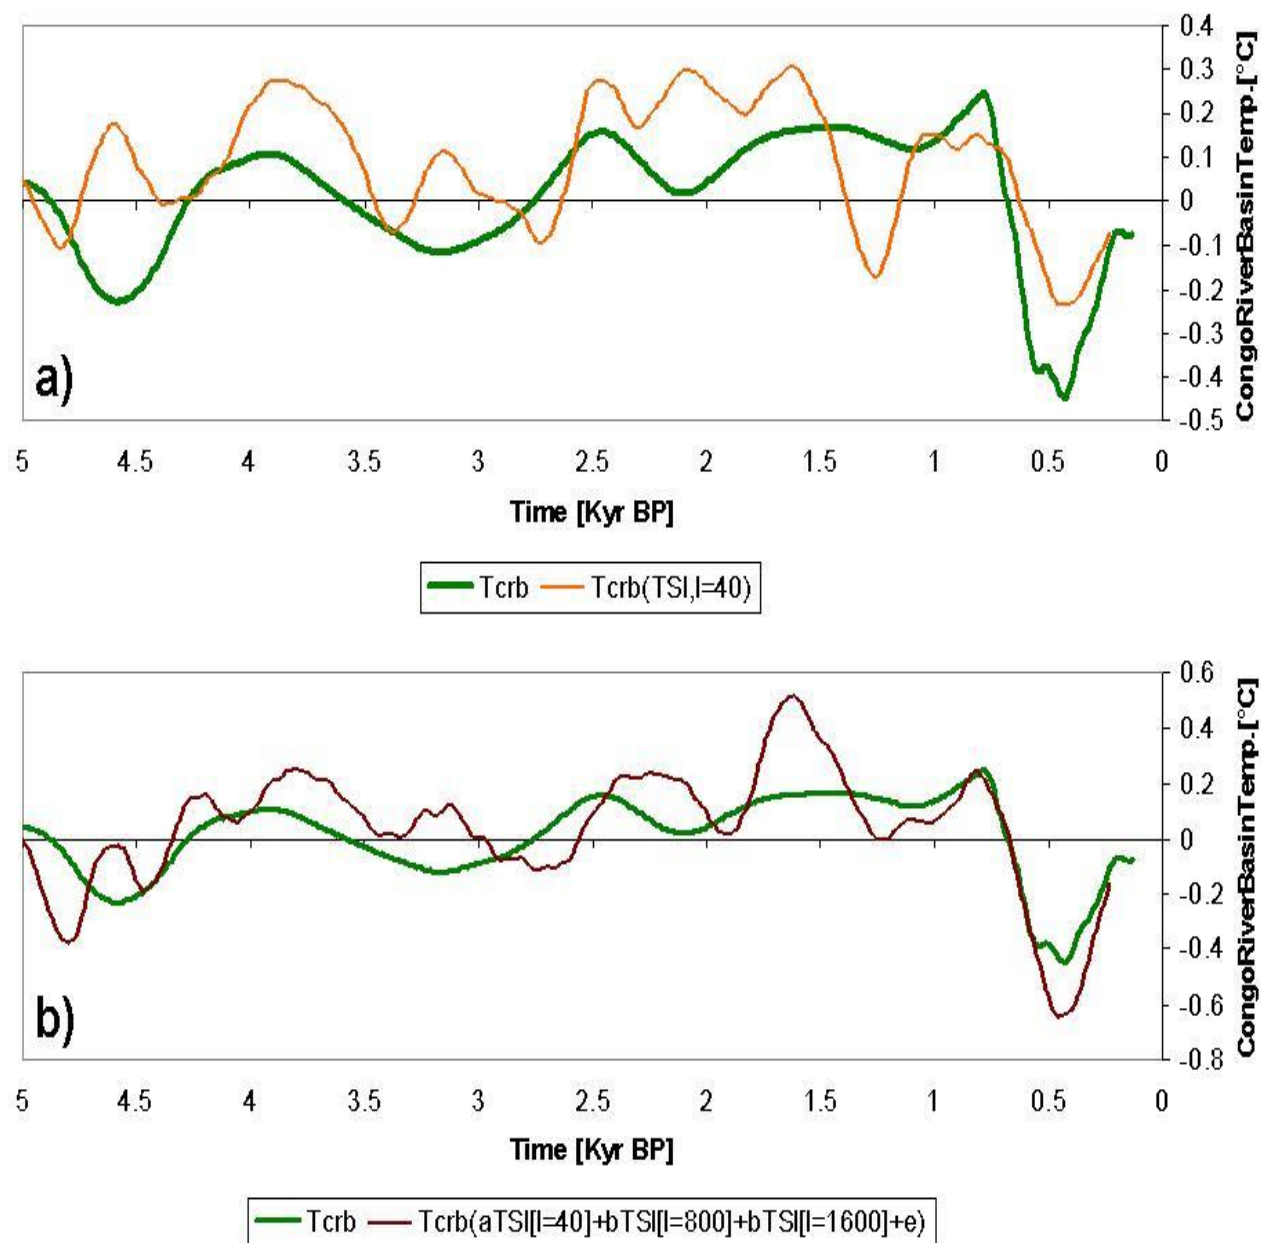 0.4
0.3
0.2
0.1
0
-0.1
-0.2
-0.3
-0.4
-0.5
CongoRiverBasinTemp.[°C]
a)
5 4.5 4 3.5 3 2.5 2 1.5 1 0.5 0
Time [Kyr BP]
Tcrb Tcrb(TSI,l=40)
0.6
0.4
0.2
0
-0.2
-0.4
-0.6
-0.8
CongoRiverBasinTemp.[°C]
b)
5 4.5 4 3.5 3 2.5 2 1.5 1 0.5 0
Time [Kyr BP]
Tcrb Tcrb(aTSI[l=40]+bTSI[l=800]+bTSI[l=1600]+e)